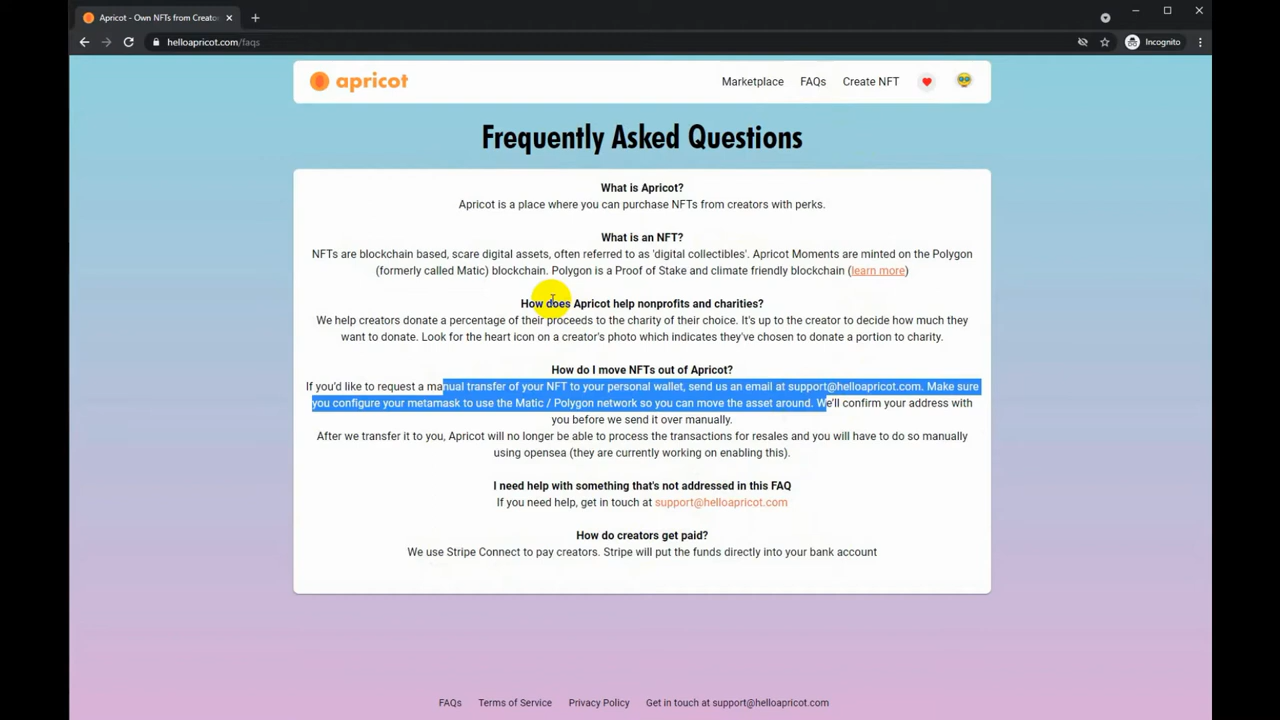 Apricot - Own NFTs from Creato
helloapricot.com/faqs
Incognito
apricot
Marketplace
FAQs
Create NFT
Frequently Asked Questions
What is Apricot?
Apricot is a place where you can purchase NFTs from creators with perks.
What is an NFT?
NFTs are blockchain based, scare digital assets, often referred to as 'digital collectibles'. Apricot Moments are minted on the Polygon
(formerly called Matic) blockchain. Polygon is a Proof of Stake and climate friendly blockchain (learn more)
How does Apricot help nonprofits and charities?
We help creators donate a percentage of their proceeds to the charity of their choice. It's up to the creator to decide how much they
want to donate. Look for the heart icon on a creator's photo which indicates they've chosen to donate a portion to charity.
How do I move NFTs out of Apricot?
If you'd like to request a manual transfer of your NFT to your personal wallet, send us an email at support@helloapricot.com. Make sure
you configure your metamask to use the Matic / Polygon network so you can move the asset around. We'll confirm your address with
you before we send it over manually.
After we transfer it to you, Apricot will no longer be able to process the transactions for resales and you will have to do so manually
using opensea (they are currently working on enabling this).
I need help with something that's not addressed in this FAQ
If you need help, get in touch at support@helloapricot.com
How do creators get paid?
We use Stripe Connect to pay creators. Stripe will put the funds directly into your bank account
FAQs
Terms of Service
Privacy Policy
Get in touch at support@helloapricot.com